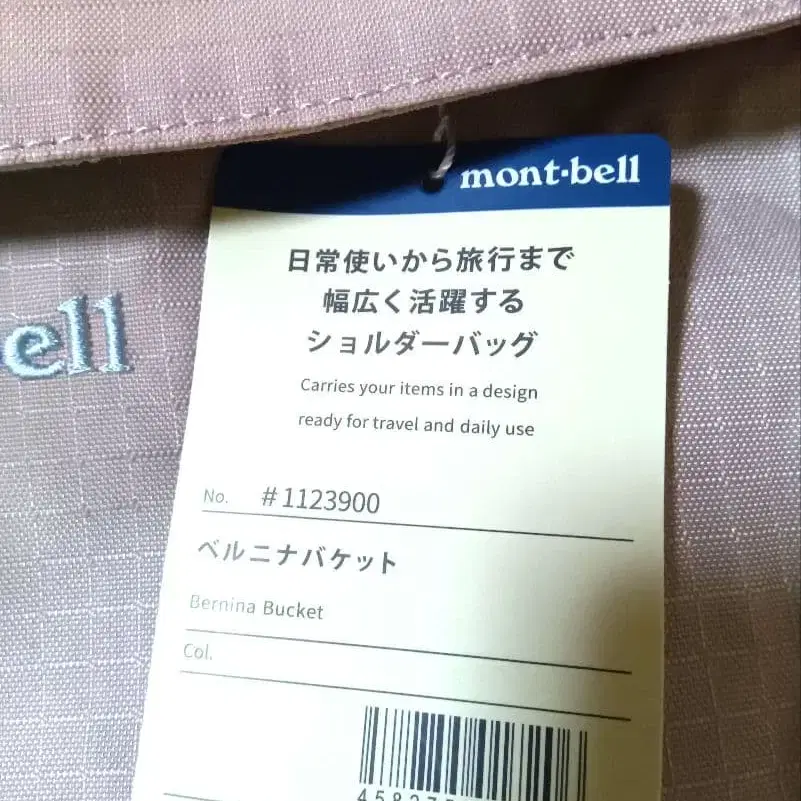 mont-bell
日常使いから旅行まで
幅広く活躍する
ショルダーバッグ
Carries your items in a design
ready for travel and daily use
ell
No. #1123900
ベルニナバケット
Bernina Bucket
Col.